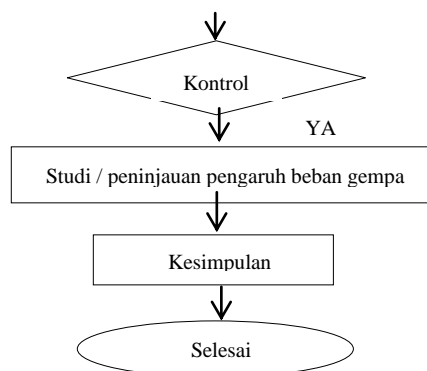 Kontrol
YA
Studi / peninjauan pengaruh beban gempa
Kesimpulan
Selesai